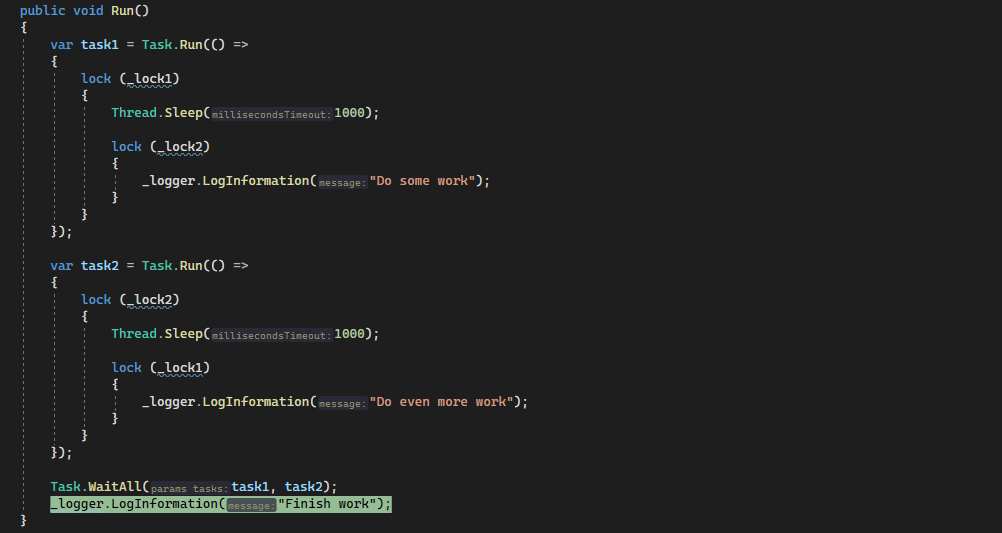 public void Run()
{
    var task1 = Task.Run(() =>
    {
        lock (_lock1)
        {
            Thread.Sleep(millisecondsTimeout:1000);

            lock (_lock2)
            {
                _logger.LogInformation(message:"Do some work");
            }
        }
    });

    var task2 = Task.Run(() =>
    {
        lock (_lock2)
        {
            Thread.Sleep(millisecondsTimeout:1000);

            lock (_lock1)
            {
                _logger.LogInformation(message:"Do even more work");
            }
        }
    });

    Task.WaitAll(params tasks:task1, task2);
    _logger.LogInformation(message:"Finish work");
}